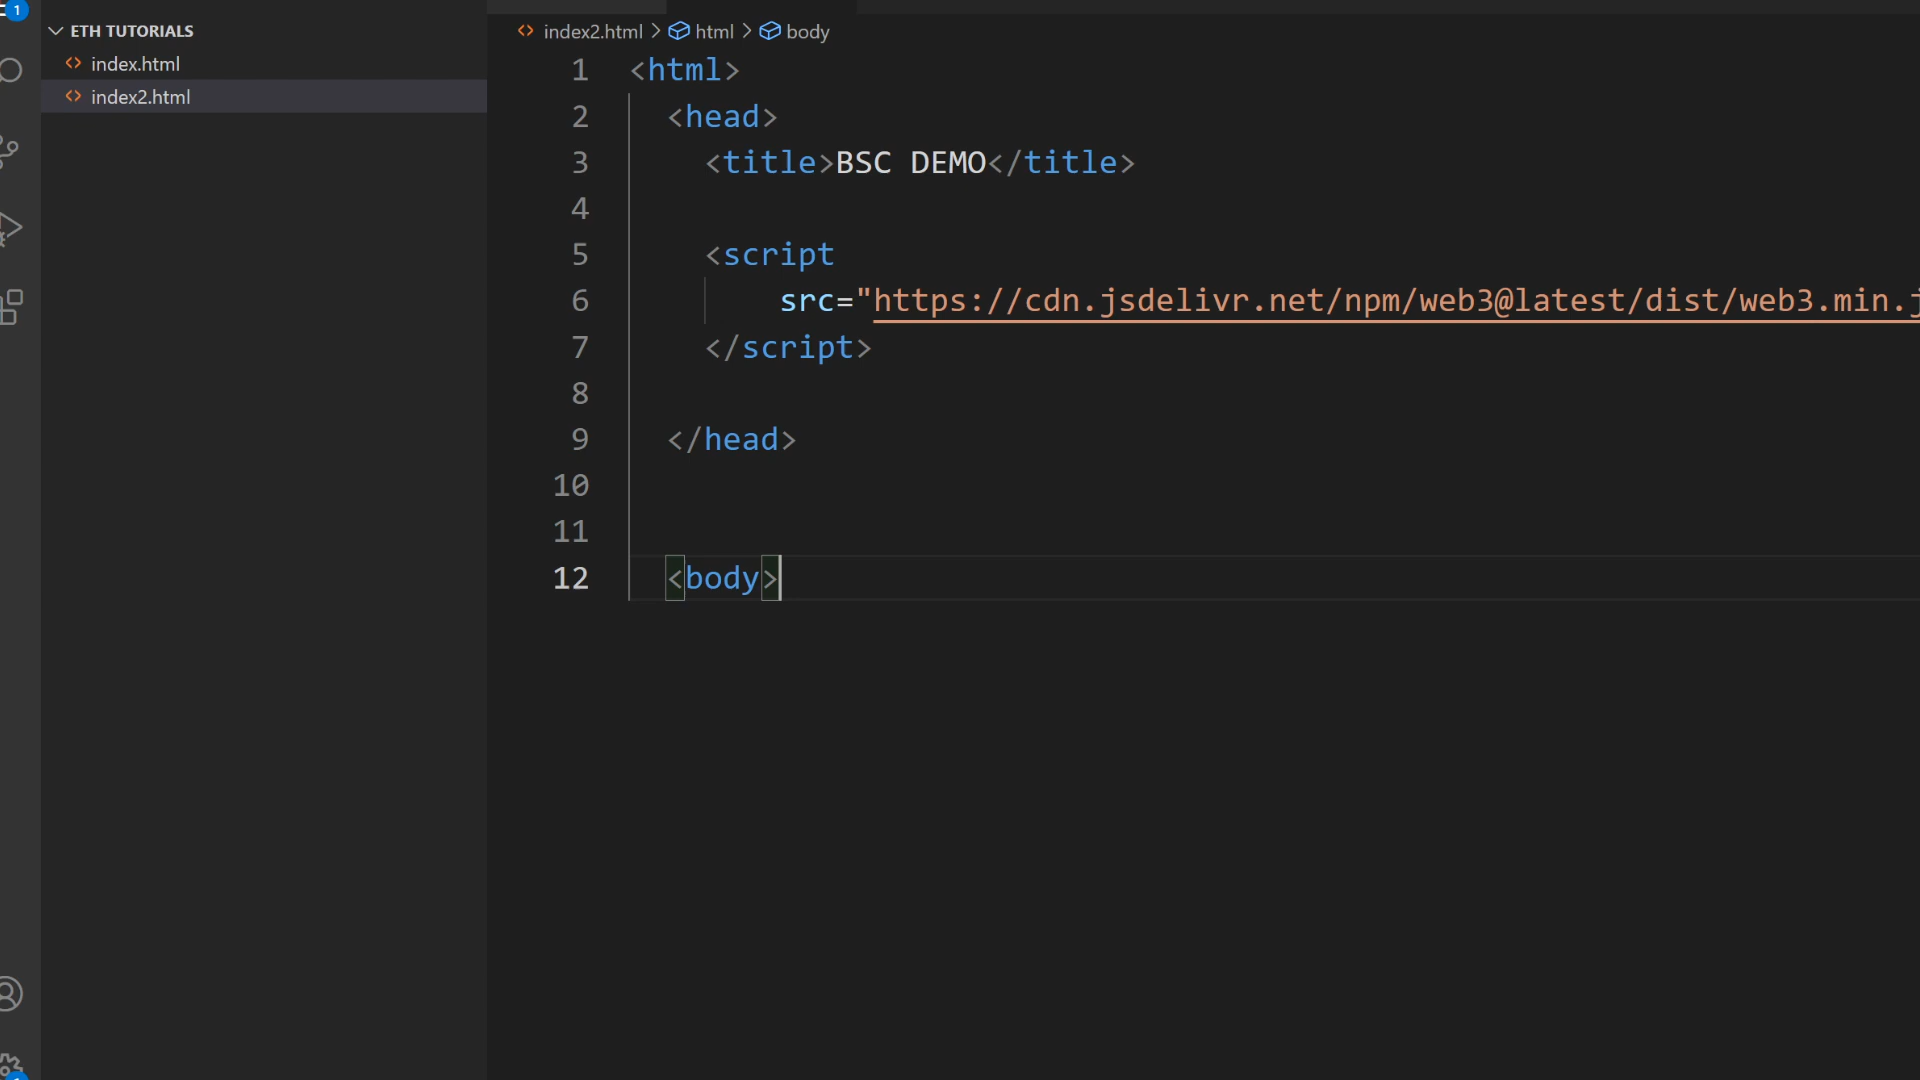 1
ETH TUTORIALS
index.html
index2.html
index2.html > html > body
1 <html>
2 <head>
3 <title>BSC DEMO</title>
4
5 <script
6 src="https://cdn.jsdelivr.net/npm/web3@latest/dist/web3.min.j
7 </script>
8
9 </head>
10
11
12 <body>